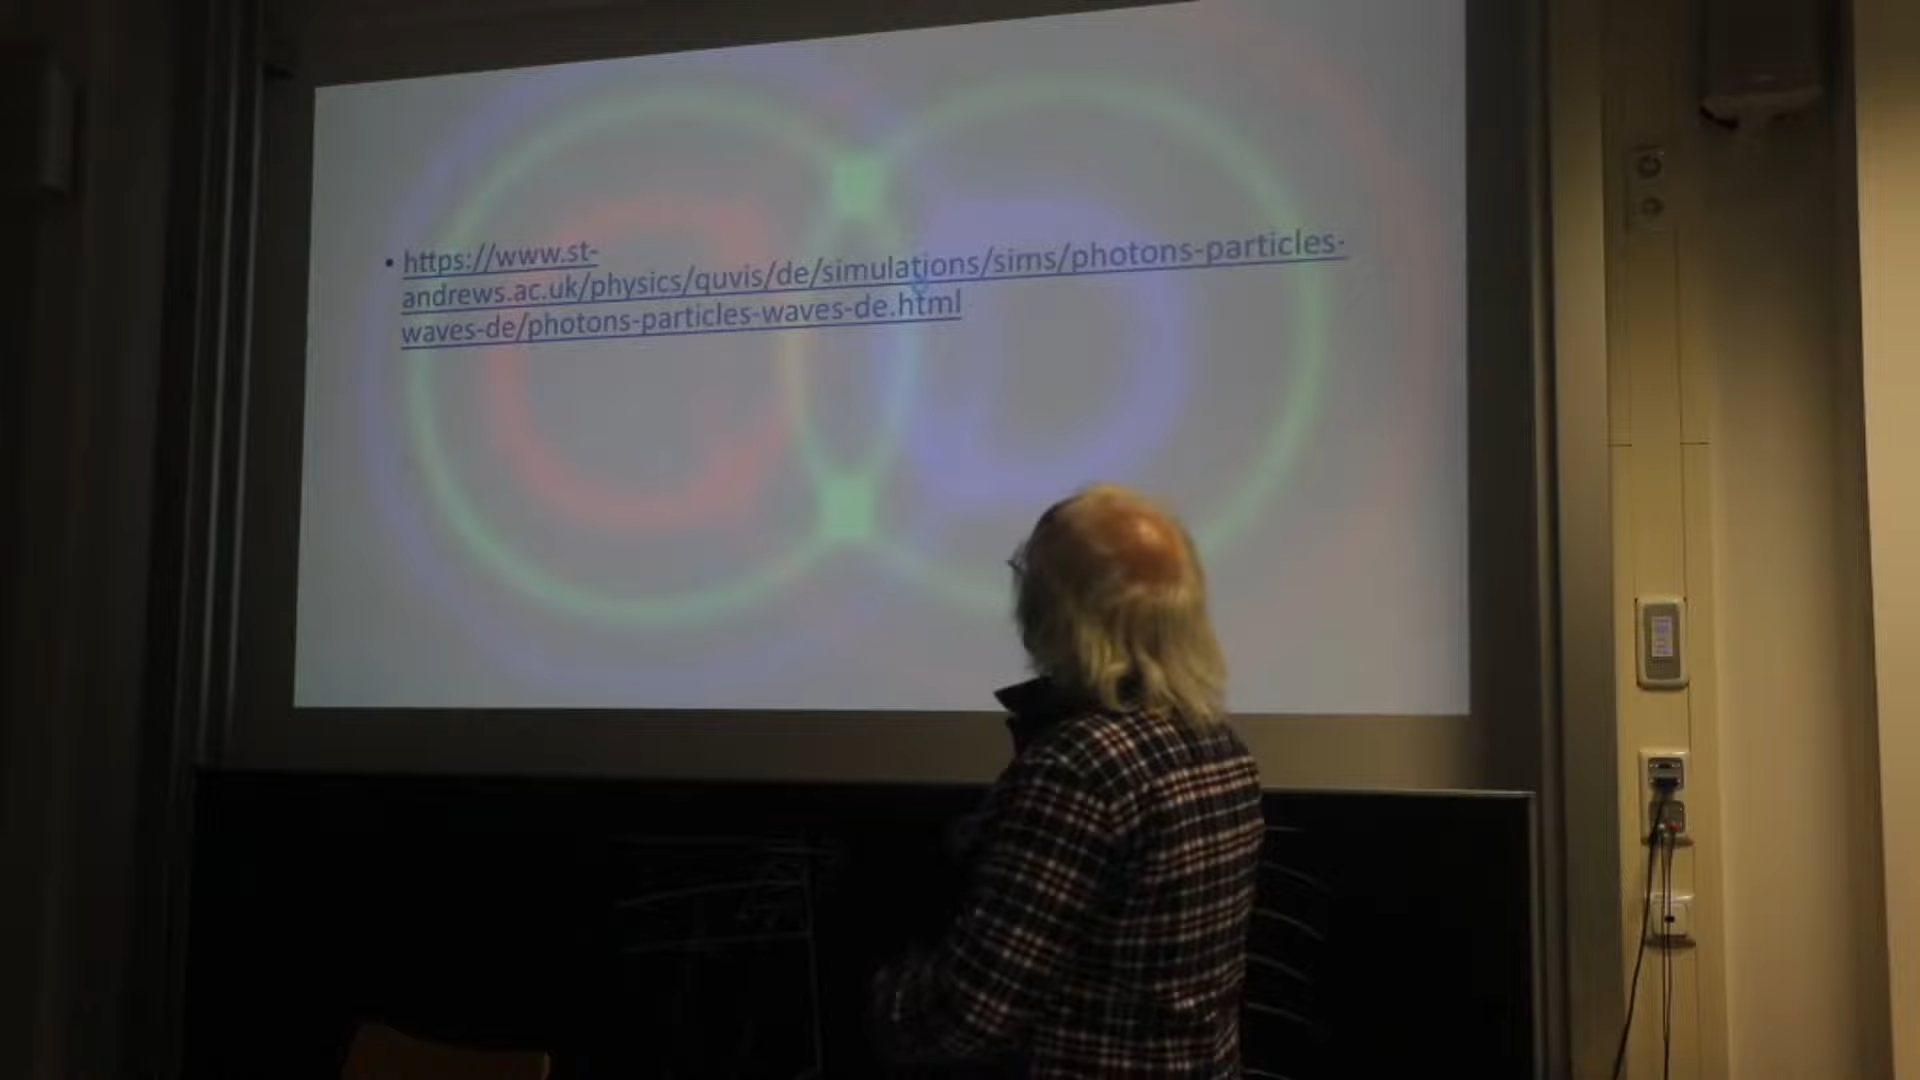 • https://www.st-
andrews.ac.uk/physics/quvis/de/simulations/sims/photons-particles-
waves-de/photons-particles-waves-de.html